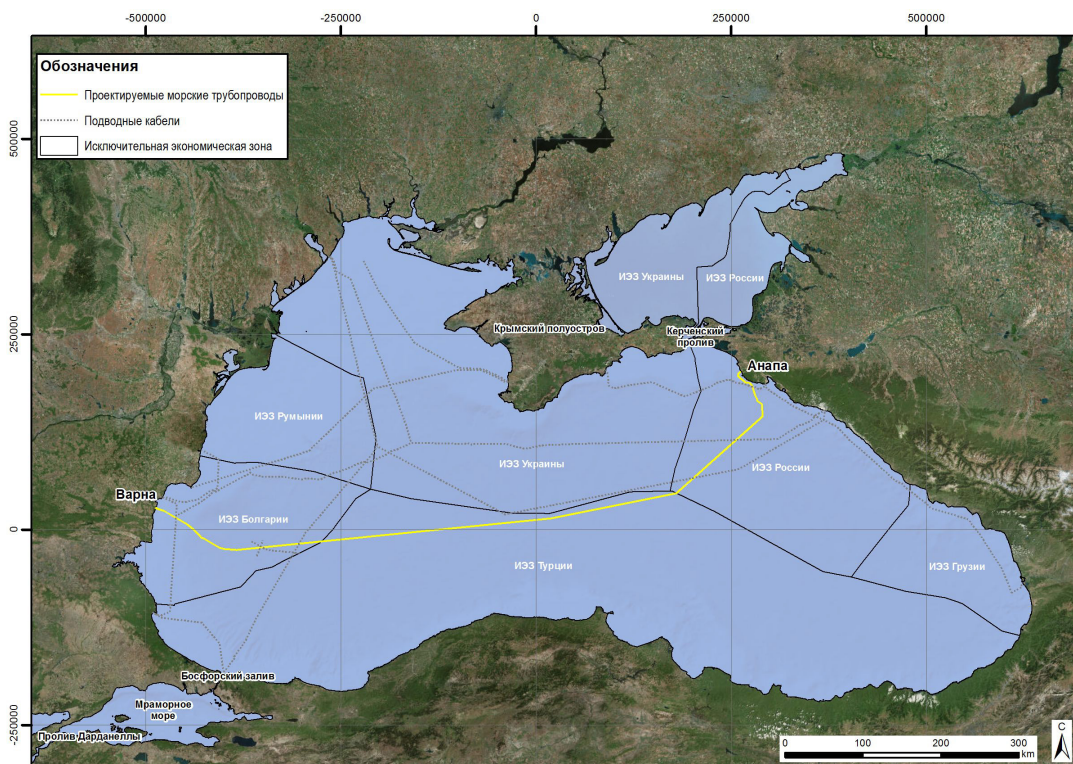 -500000
-250000
0
250000
500000
Обозначения
Проектируемые морские трубопроводы
Подводные кабели
Исключительная экономическая зона
500000
250000
0
-250000
ИЭЗ Украины
ИЭЗ России
Крымский полуостров
Керченский
пролив
Анапа
ИЭЗ Румынии
ИЭЗ Украины
ИЭЗ России
Варна
ИЭЗ Болгарии
ИЭЗ Турции
ИЭЗ Грузии
Босфорский залив
Мраморное
море
Пролив Дарданеллы
С
0
100
200
300
km